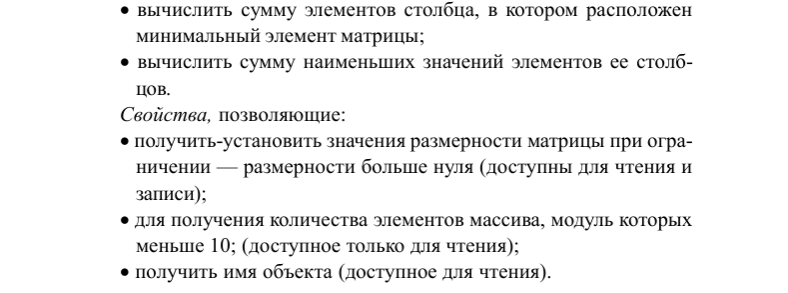 • вычислить сумму элементов столбца, в котором расположен
минимальный элемент матрицы;
• вычислить сумму наименьших значений элементов ее столб-
цов.
Свойства, позволяющие:
• получить-установить значения размерности матрицы при огра-
ничении — размерности больше нуля (доступны для чтения и
записи);
• для получения количества элементов массива, модуль которых
меньше 10; (доступное только для чтения);
• получить имя объекта (доступное для чтения).